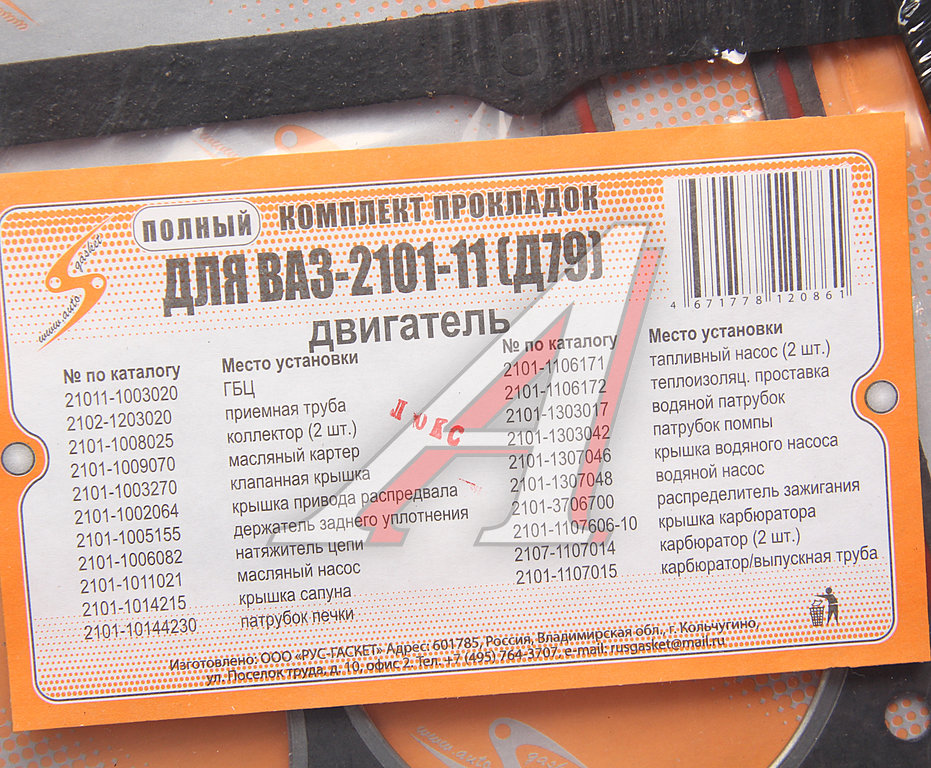 ПОЛНЫЙ КОМПЛЕКТ ПРОКЛАДОК
ДЛЯ ВАЗ-2101-11 (Д79)
двигатель
www.auto gasket
4 671778 120861
№ по каталогу Место установки
21011-1003020 ГБЦ
2102-1203020 приемная труба
2101-1008025 коллектор (2 шт.)
2101-1009070 масляный картер
2101-1003270 клапанная крышка
2101-1002064 крышка привода распредвала
2101-1005155 держатель заднего уплотнения
2101-1006082 натяжитель цепи
2101-1011021 масляный насос
2101-1014215 крышка сапуна
2101-10144230 патрубок печки
№ по каталогу Место установки
2101-1106171 тапливный насос (2 шт.)
2101-1106172 теплоизоляц. проставка
2101-1303017 водяной патрубок
2101-1303042 патрубок помпы
2101-1307046 крышка водяного насоса
2101-1307048 водяной насос
2101-3706700 распределитель зажигания
2101-1107606-10 крышка карбюратора
2107-1107014 карбюратор (2 шт.)
2101-1107015 карбюратор/выпускная труба
люкс
Изготовлено: ООО «РУС-ГАСКЕТ» Адрес: 601785, Россия, Владимирская обл., г. Кольчугино,
ул. Поселок труда, д. 10, офис 2. Тел. +7 (495) 764-3707, e-mail: rusgasket@mail.ru